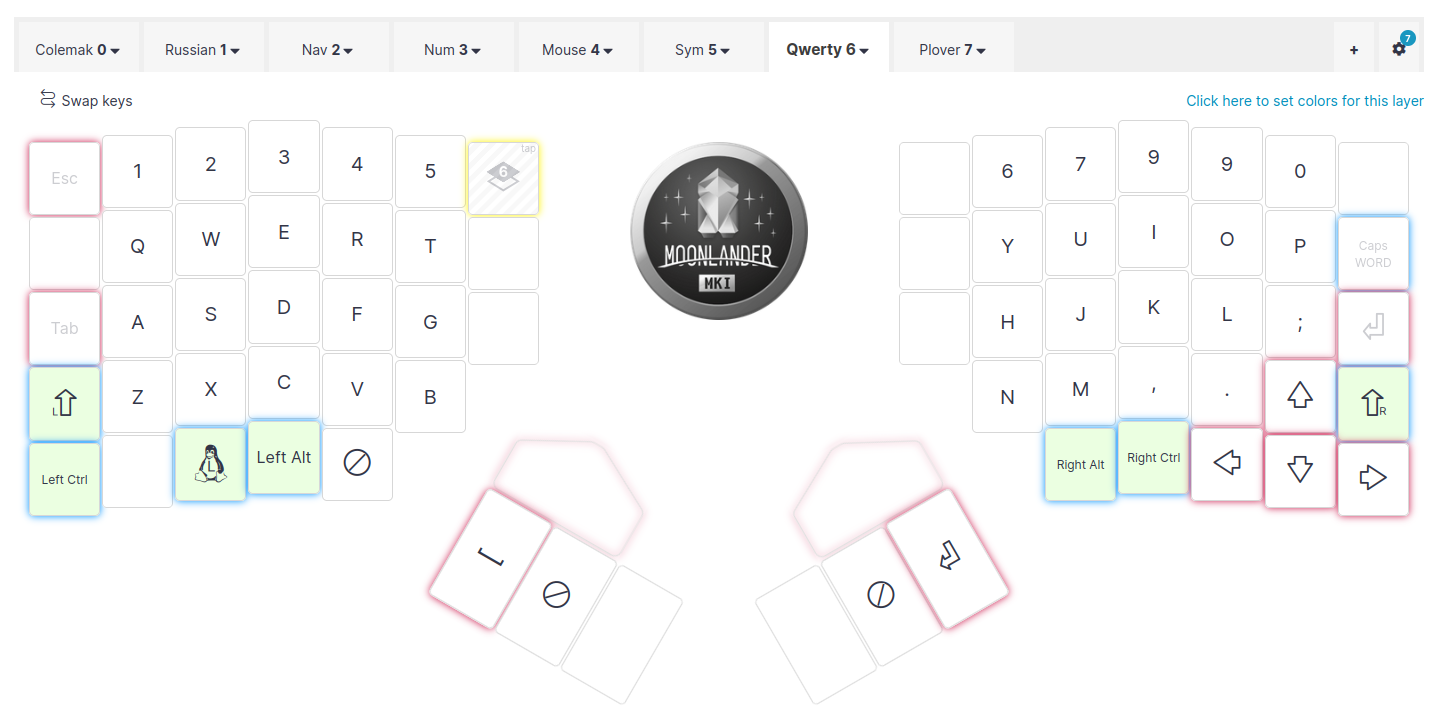 Colemak 0 Russian 1 Nav 2 Num 3 Mouse 4 Sym 5 Qwerty 6 Plover 7 + 7
Swap keys Click here to set colors for this layer
Esc 1 2 3 4 5 6 tap 6 7 9 9 0
Q W E R T Y U I O P Caps
WORD
Tab A S D F G H J K L ;
L Z X C V B N M , . R
Left Ctrl L Left Alt Right Alt Right Ctrl
[
MOONLANDER
MKI